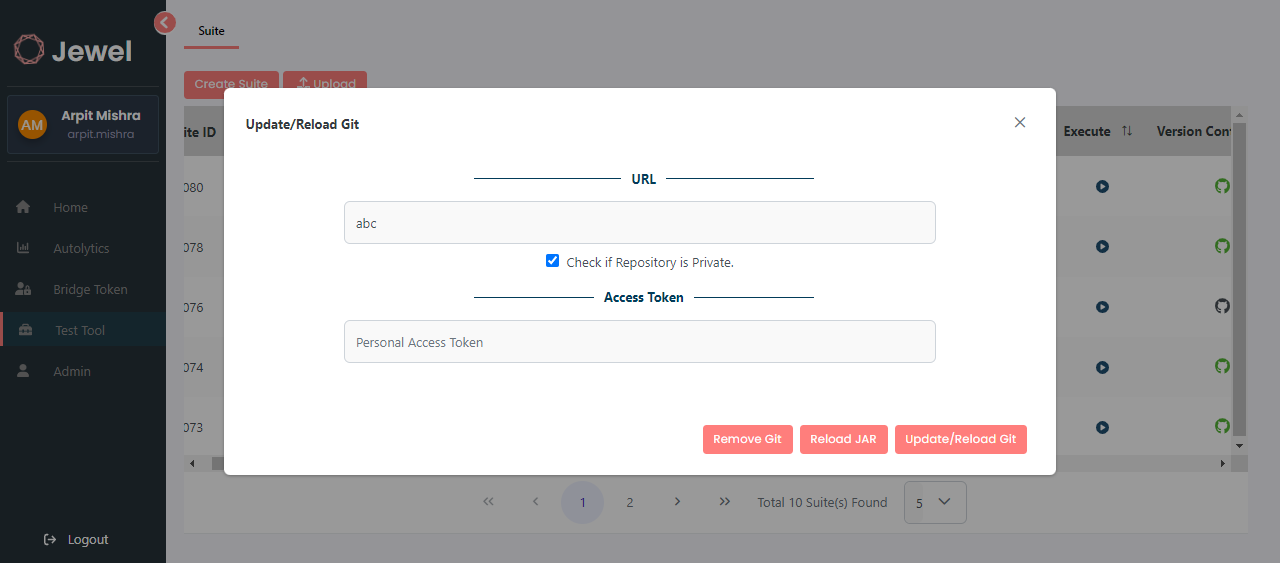 Jewel
AM
Arpit Mishra
arpit.mishra
Home
Autolytics
Bridge Token
Test Tool
Admin
Logout
Suite
Create Suite
Upload
ite ID
Execute
Version Con
080
078
076
074
073
Update/Reload Git
URL
abc
Check if Repository is Private.
Access Token
Personal Access Token
Remove Git
Reload JAR
Update/Reload Git
1
2
Total 10 Suite(s) Found
5